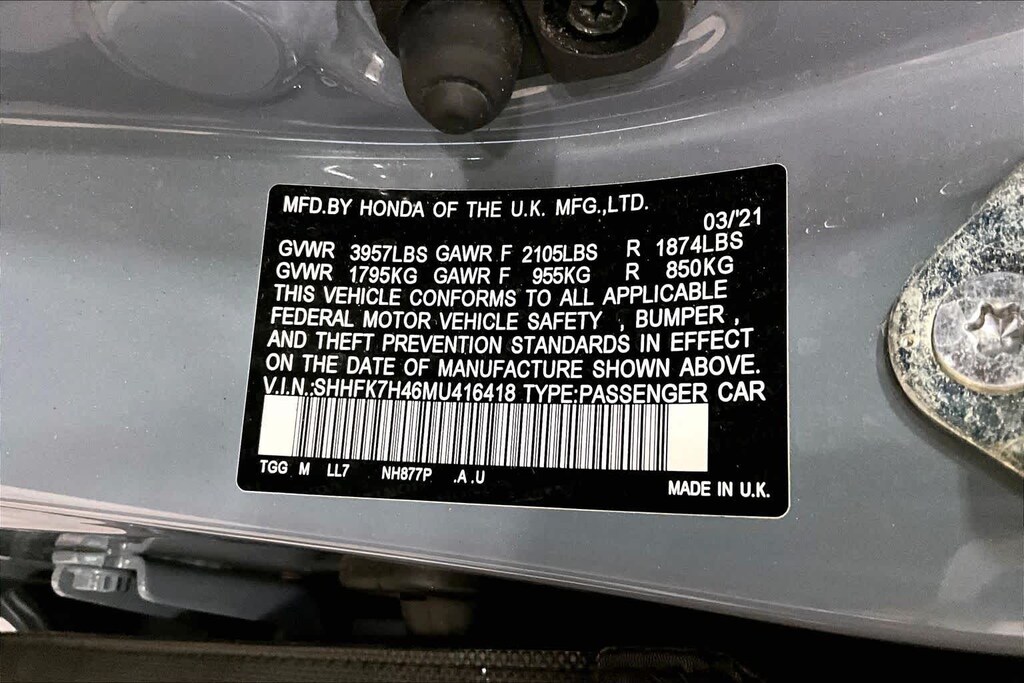 MFD.BY HONDA OF THE U.K. MFG.,LTD.
03/'21
GVWR 3957LBS GAWR F 2105LBS R 1874LBS
GVWR 1795KG GAWR F 955KG R 850KG
THIS VEHICLE CONFORMS TO ALL APPLICABLE
FEDERAL MOTOR VEHICLE SAFETY , BUMPER ,
AND THEFT PREVENTION STANDARDS IN EFFECT
ON THE DATE OF MANUFACTURE SHOWN ABOVE.
V.I.N.:SHHFK7H46MU416418 TYPE:PASSENGER CAR
TGG M LL7 NH877P .A .U
MADE IN U.K.